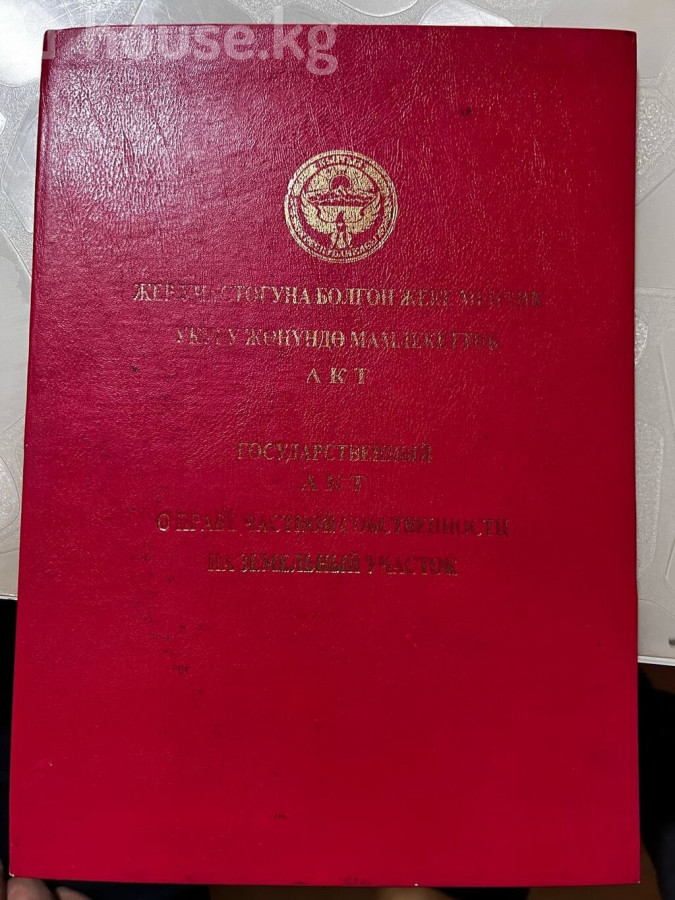 house.kg
ЖЕР УЧАСТОГУНА БОЛГОН ЖЕКЕ МЕНЧИК
УКУГУ ЖӨНҮНДӨ МАМЛЕКЕТТИК
АКТ
ГОСУДАРСТВЕННЫЙ
АКТ
О ПРАВЕ ЧАСТНОЙ СОБСТВЕННОСТИ
НА ЗЕМЕЛЬНЫЙ УЧАСТОК